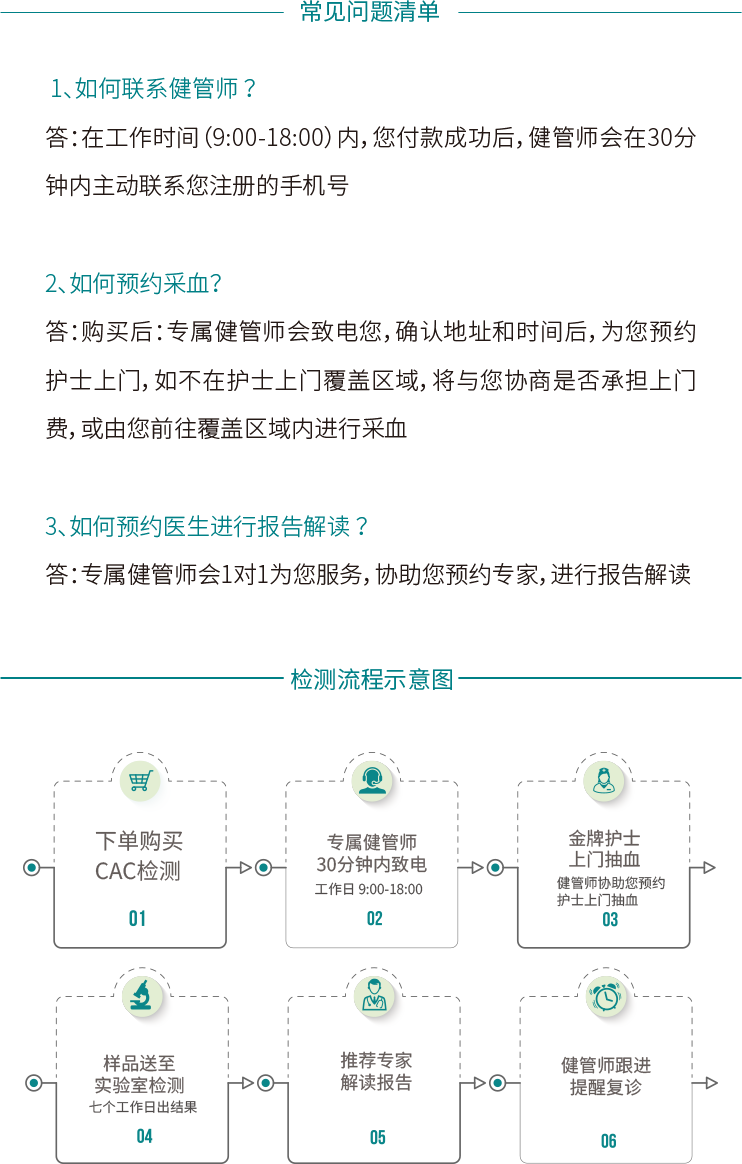 常见问题清单
1、如何联系健管师？
答：在工作时间（9:00-18:00）内，您付款成功后，健管师会在30分
钟内主动联系您注册的手机号
2、如何预约采血？
答：购买后：专属健管师会致电您，确认地址和时间后，为您预约
护士上门，如不在护士上门覆盖区域，将与您协商是否承担上门
费，或由您前往覆盖区域内进行采血
3、如何预约医生进行报告解读？
答：专属健管师会1对1为您服务，协助您预约专家，进行报告解读
检测流程示意图
下单购买
CAC检测
01
专属健管师
30分钟内致电
工作日 9:00-18:00
02
金牌护士
上门抽血
健管师协助您预约
护士上门抽血
03
样品送至
实验室检测
七个工作日出结果
04
推荐专家
解读报告
05
健管师跟进
提醒复诊
06